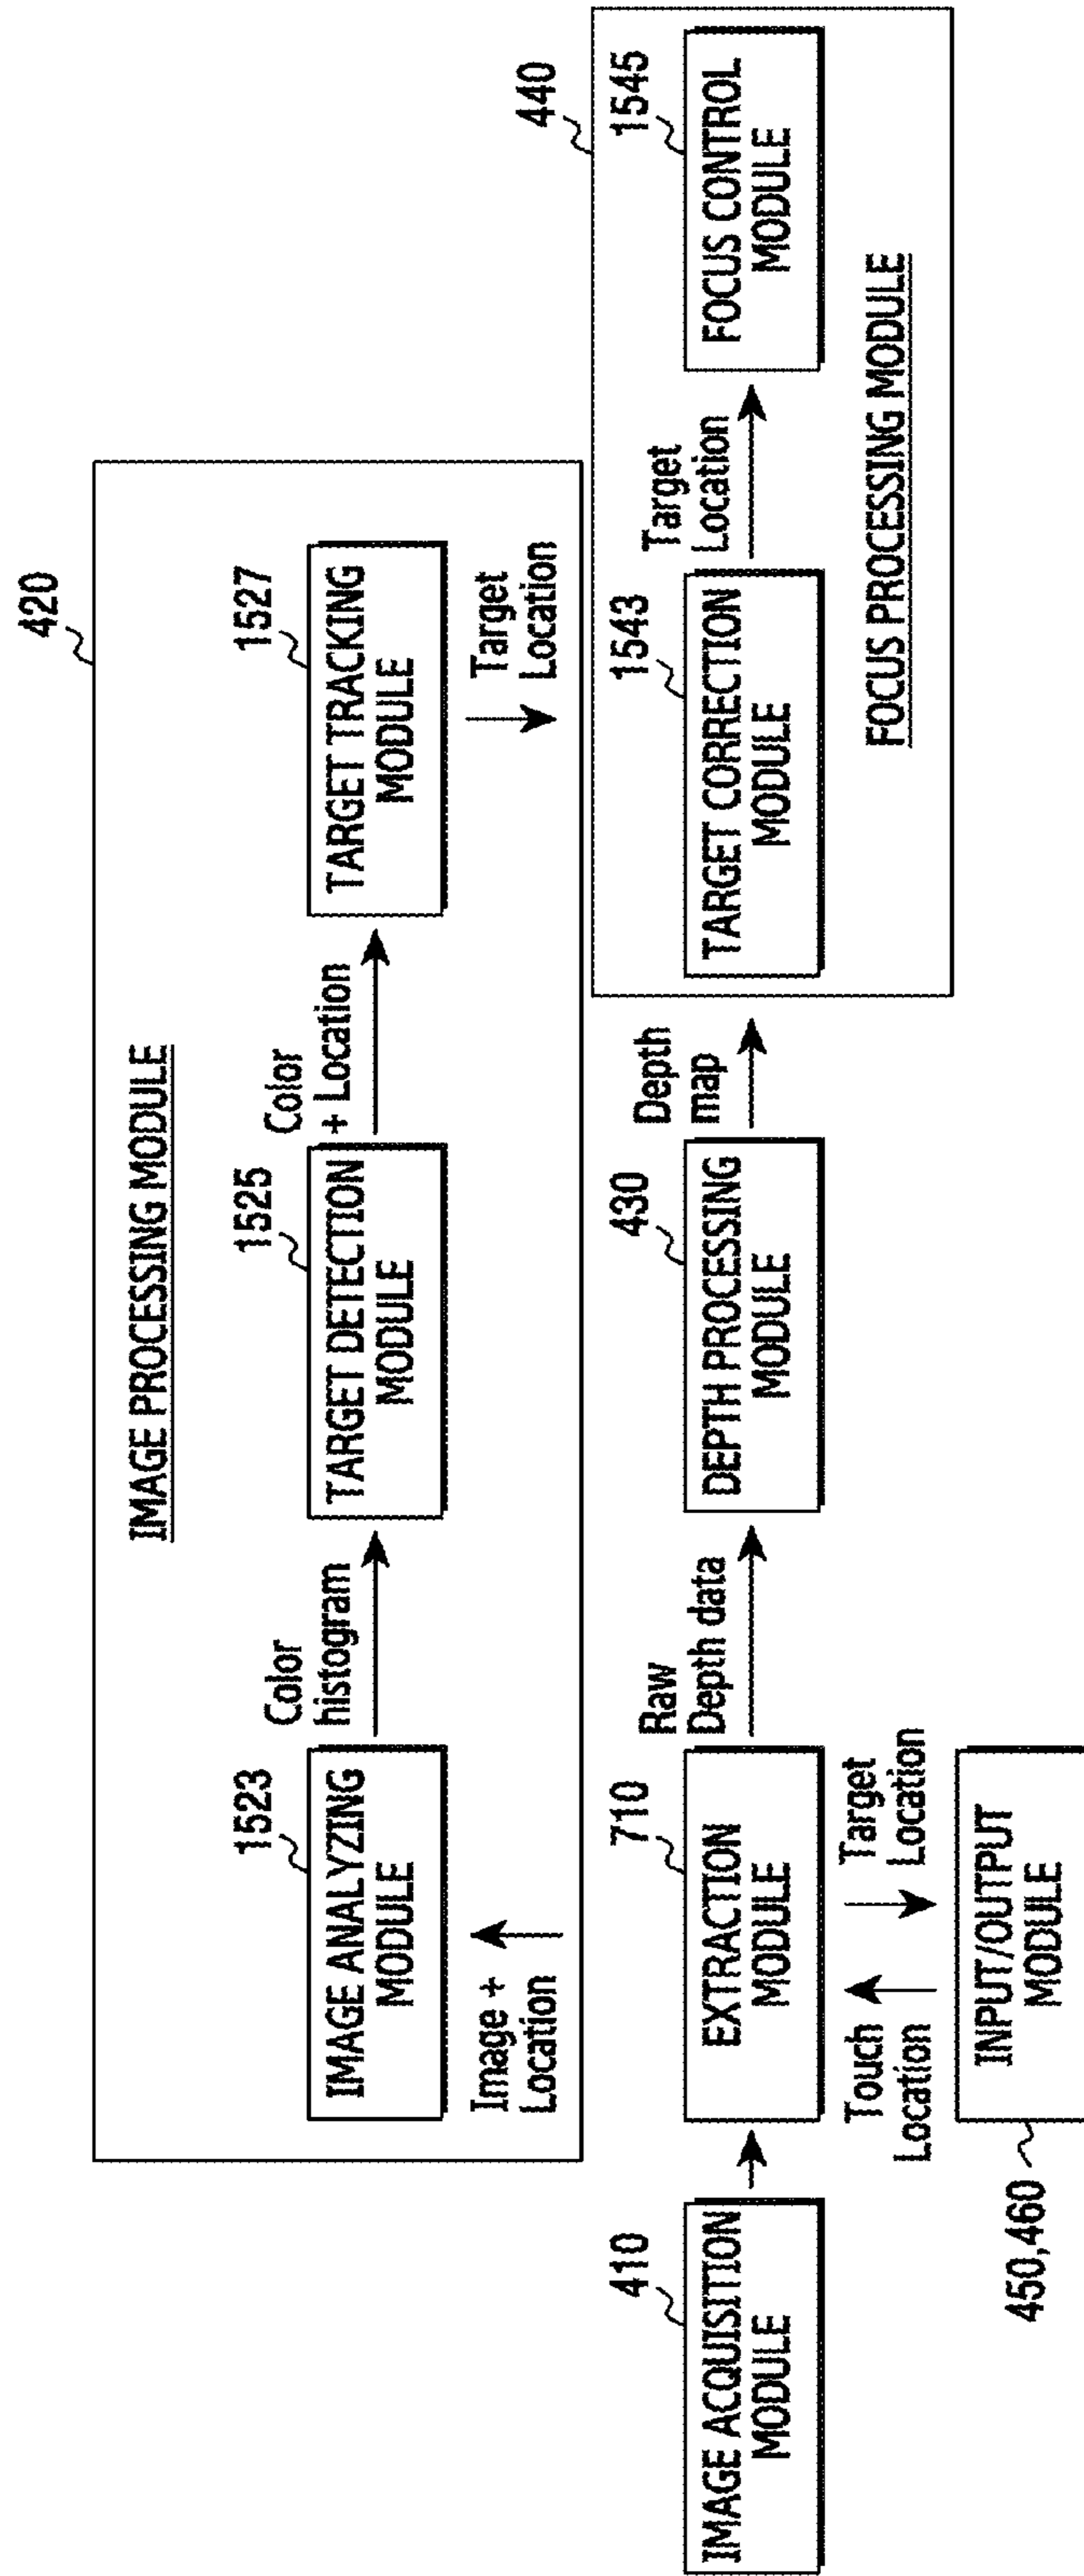 420
IMAGE PROCESSING MODULE
1523
IMAGE ANALYZING
MODULE
Color
histogram
1525
TARGET DETECTION
MODULE
Color
+ Location
1527
TARGET TRACKING
MODULE
Image +
Location
Target
Location
410
IMAGE ACQUISITION
MODULE
710
EXTRACTION
MODULE
Raw
Depth data
430
DEPTH PROCESSING
MODULE
Depth
map
440
1543
TARGET CORRECTION
MODULE
Target
Location
1545
FOCUS CONTROL
MODULE
FOCUS PROCESSING MODULE
Touch
Location
Target
Location
INPUT/OUTPUT
MODULE
450,460